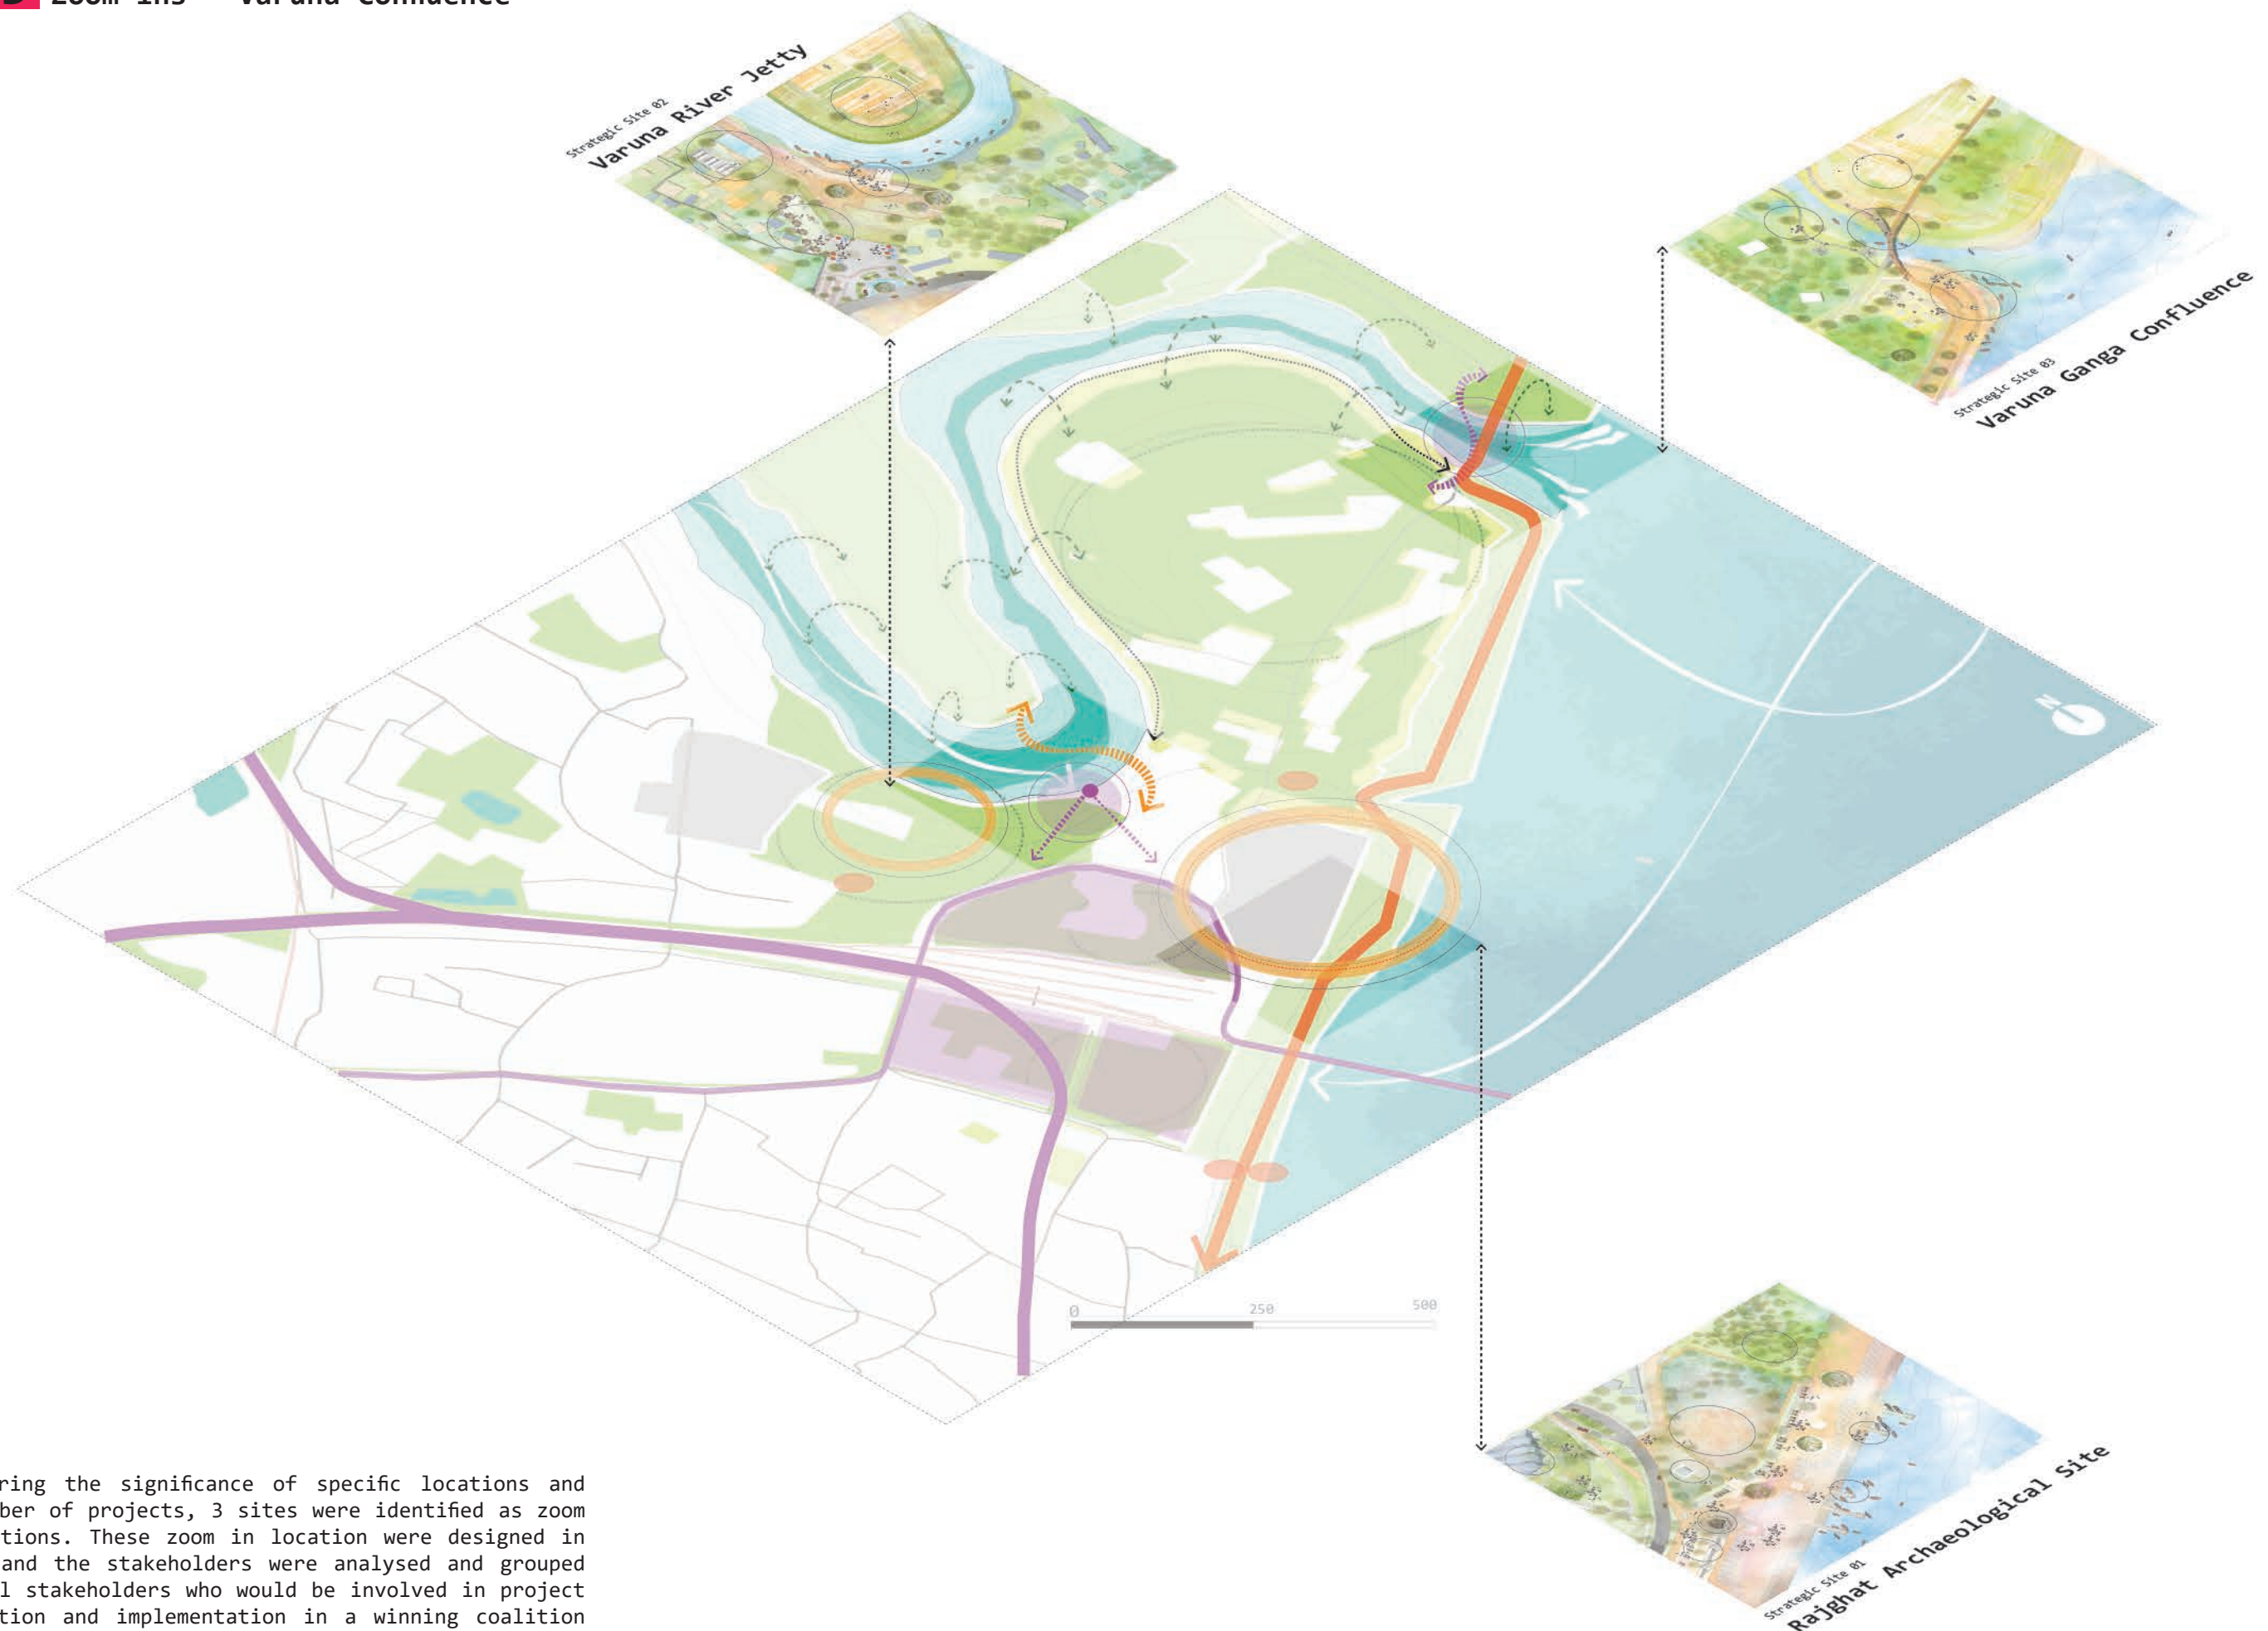 Zoom ins - Varuna Confluence
Strategic Site 02
Varuna River Jetty
Strategic Site 03
Varuna Ganga Confluence
N
0 250 500
Strategic Site 01
Rajghat Archaeological Site
ring the significance of specific locations and
ber of projects, 3 sites were identified as zoom
tions. These zoom in location were designed in
and the stakeholders were analysed and grouped
l stakeholders who would be involved in project
tion and implementation in a winning coalition